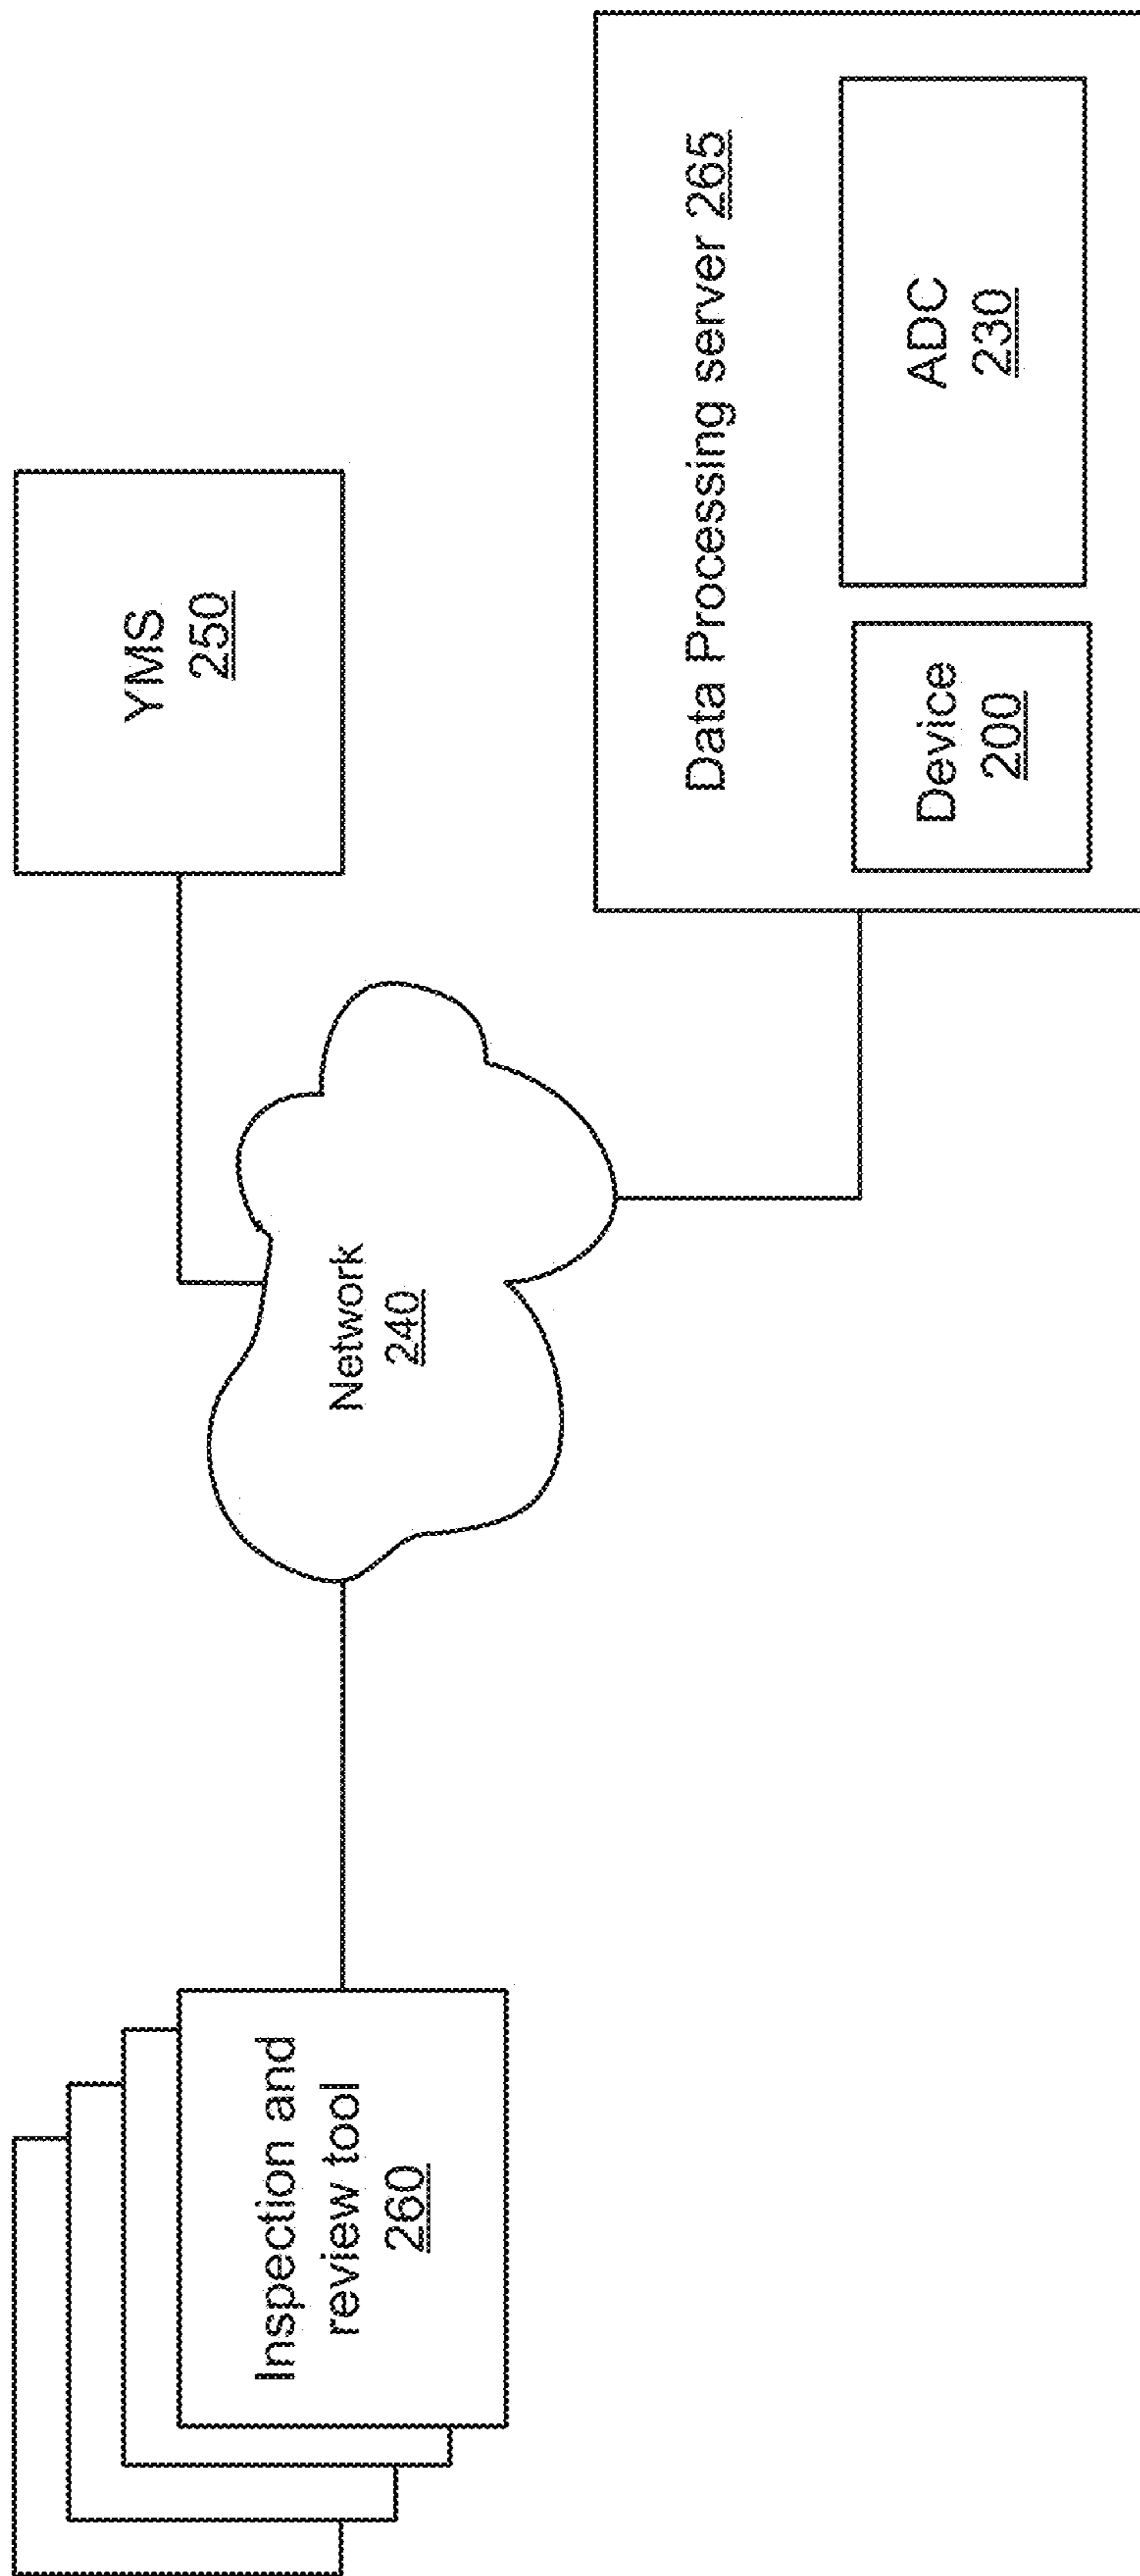 Inspection and
review tool
260
Network
240
YMS
250
Data Processing server 265
Device
200
ADC
230